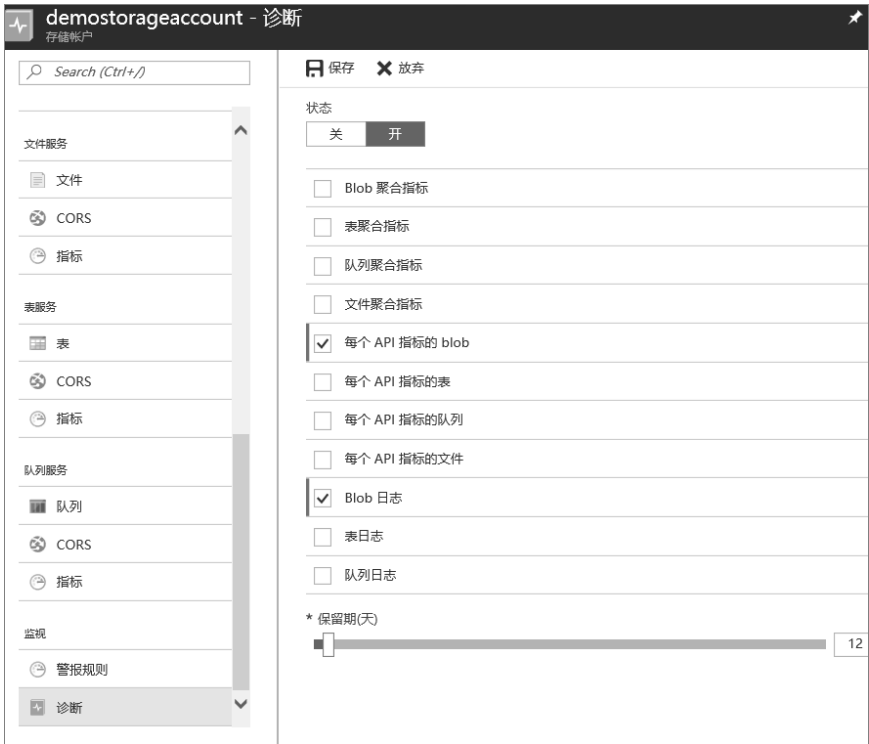 demostorageaccount - 诊断
存储帐户
Search (Ctrl+/)
文件服务
文件
CORS
指标
表服务
表
CORS
指标
队列服务
队列
CORS
指标
监视
警报规则
诊断
保存 放弃
状态
关 开
Blob 聚合指标
表聚合指标
队列聚合指标
文件聚合指标
每个 API 指标的 blob
每个 API 指标的表
每个 API 指标的队列
每个 API 指标的文件
Blob 日志
表日志
队列日志
* 保留期(天)
12